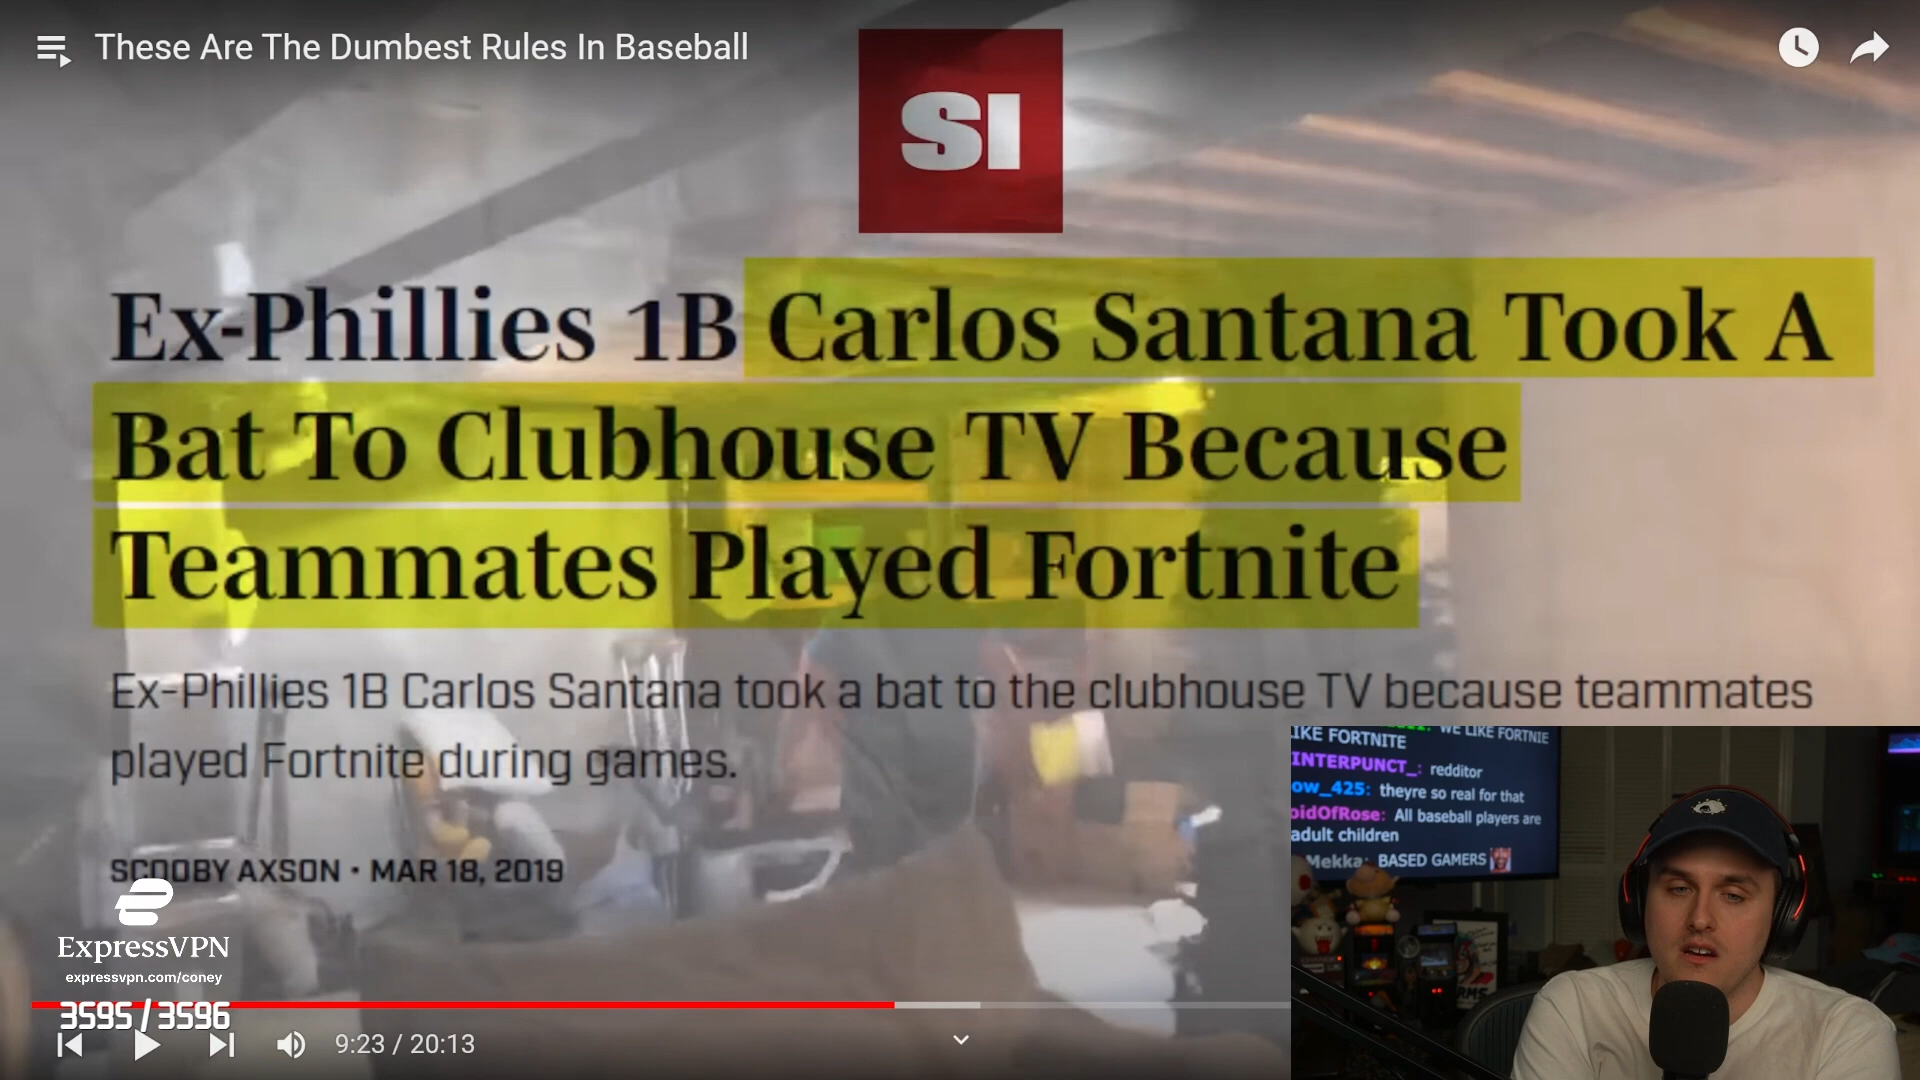 These Are The Dumbest Rules In Baseball
SI
Ex-Phillies 1B Carlos Santana Took A
Bat To Clubhouse TV Because
Teammates Played Fortnite
Ex-Phillies 1B Carlos Santana took a bat to the clubhouse TV because teammates
played Fortnite during games.
SCOOBY AXSON • MAR 18, 2019
ExpressVPN
expressvpn.com/coney
3595/3596
9:23 / 20:13
WE LIKE FORTNIE
LIKE FORTNITE
INTERPUNCT_: redditor
ow_425: theyre so real for that
oidOfRose: All baseball players are
adult children
Mekka: BASED GAMERS